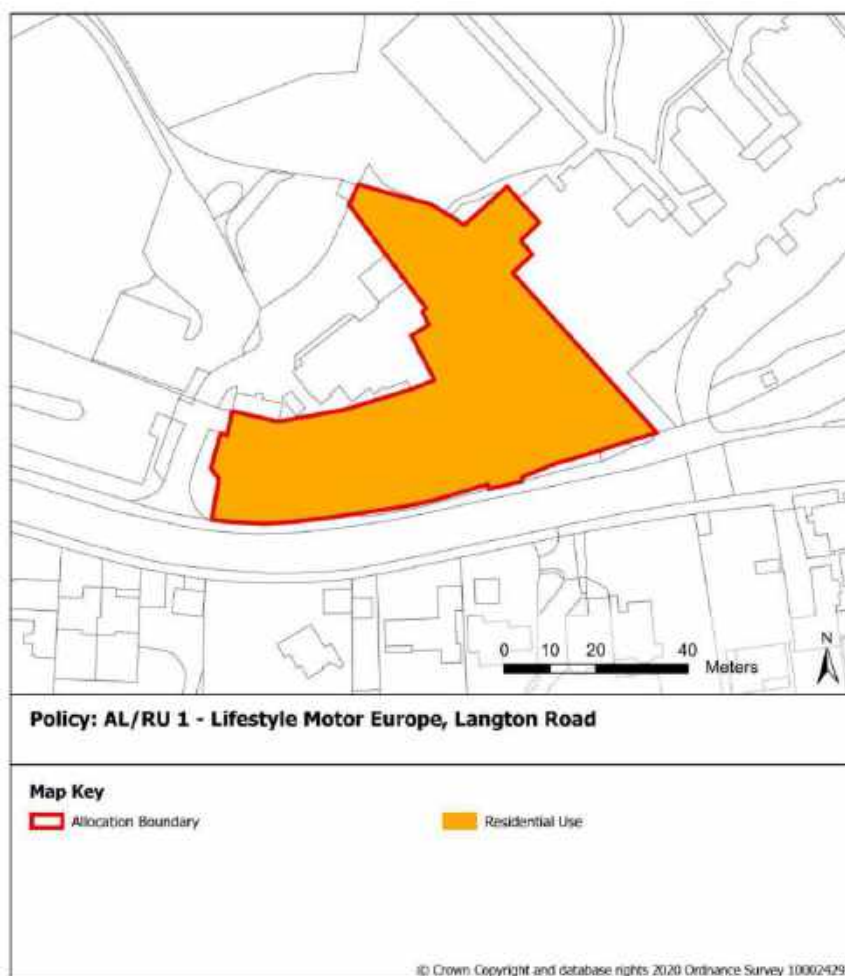 N
0 10 20 40
Meters
Policy: AL/RU 1 - Lifestyle Motor Europe, Langton Road
Map Key
Allocation Boundary
Residential Use
© Crown Copyright and database rights 2020 Ordnance Survey 10002429